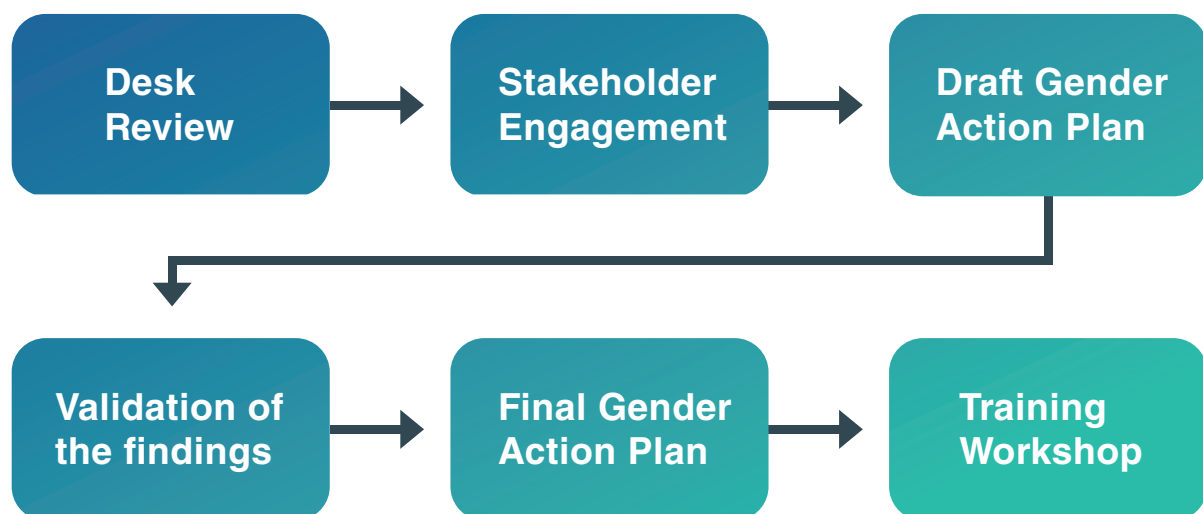 Desk
Review
Stakeholder
Engagement
Draft Gender
Action Plan
Validation of
the findings
Final Gender
Action Plan
Training
Workshop